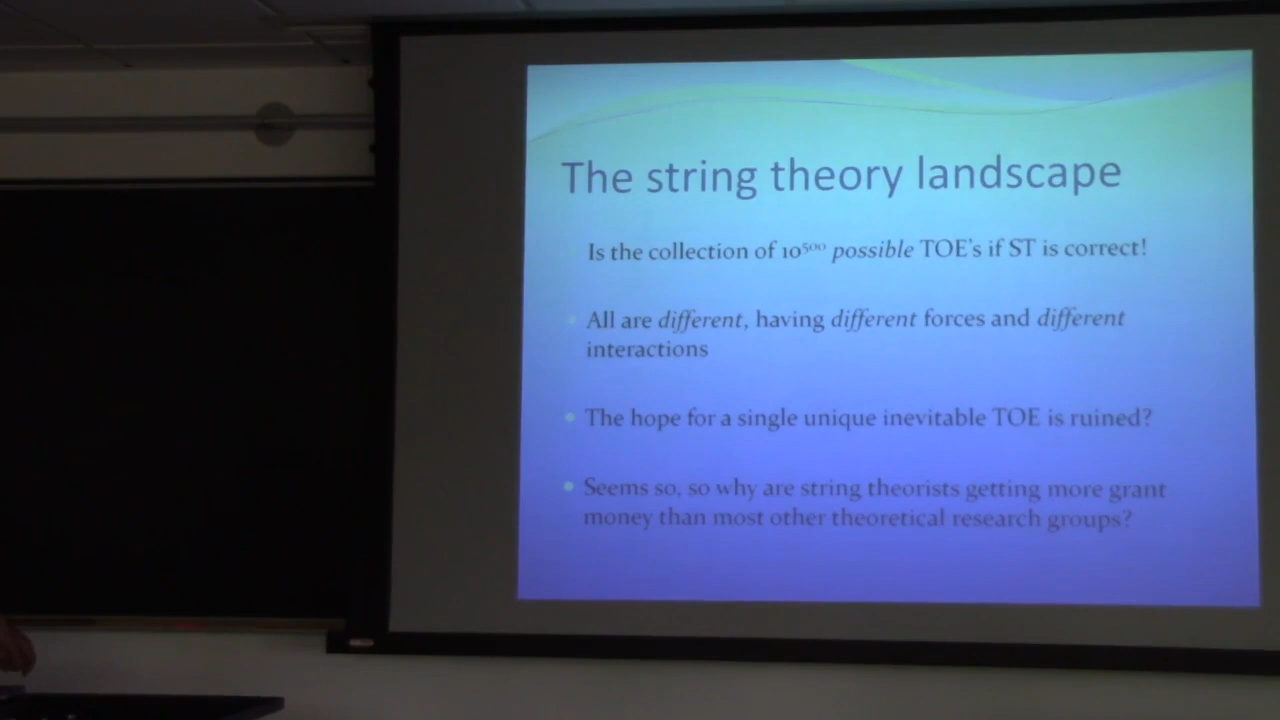 The string theory landscape
Is the collection of 10⁵⁰⁰ possible TOE's if ST is correct!
All are different, having different forces and different
interactions
The hope for a single unique inevitable TOE is ruined?
Seems so, so why are string theorists getting more grant
money than most other theoretical research groups?